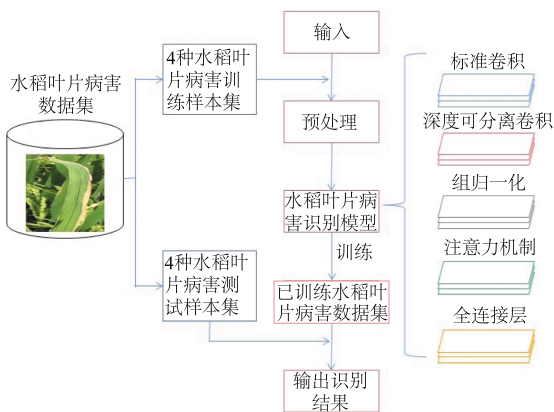 水稻叶片病害
数据集
4种水稻叶
片病害训
练样本集
4种水稻叶
片病害测
试样本集
输入
预处理
水稻叶片病
害识别模型
训练
已训练水稻叶
片病害数据集
输出识别
结果
标准卷积
深度可分离卷积
组归一化
注意力机制
全连接层